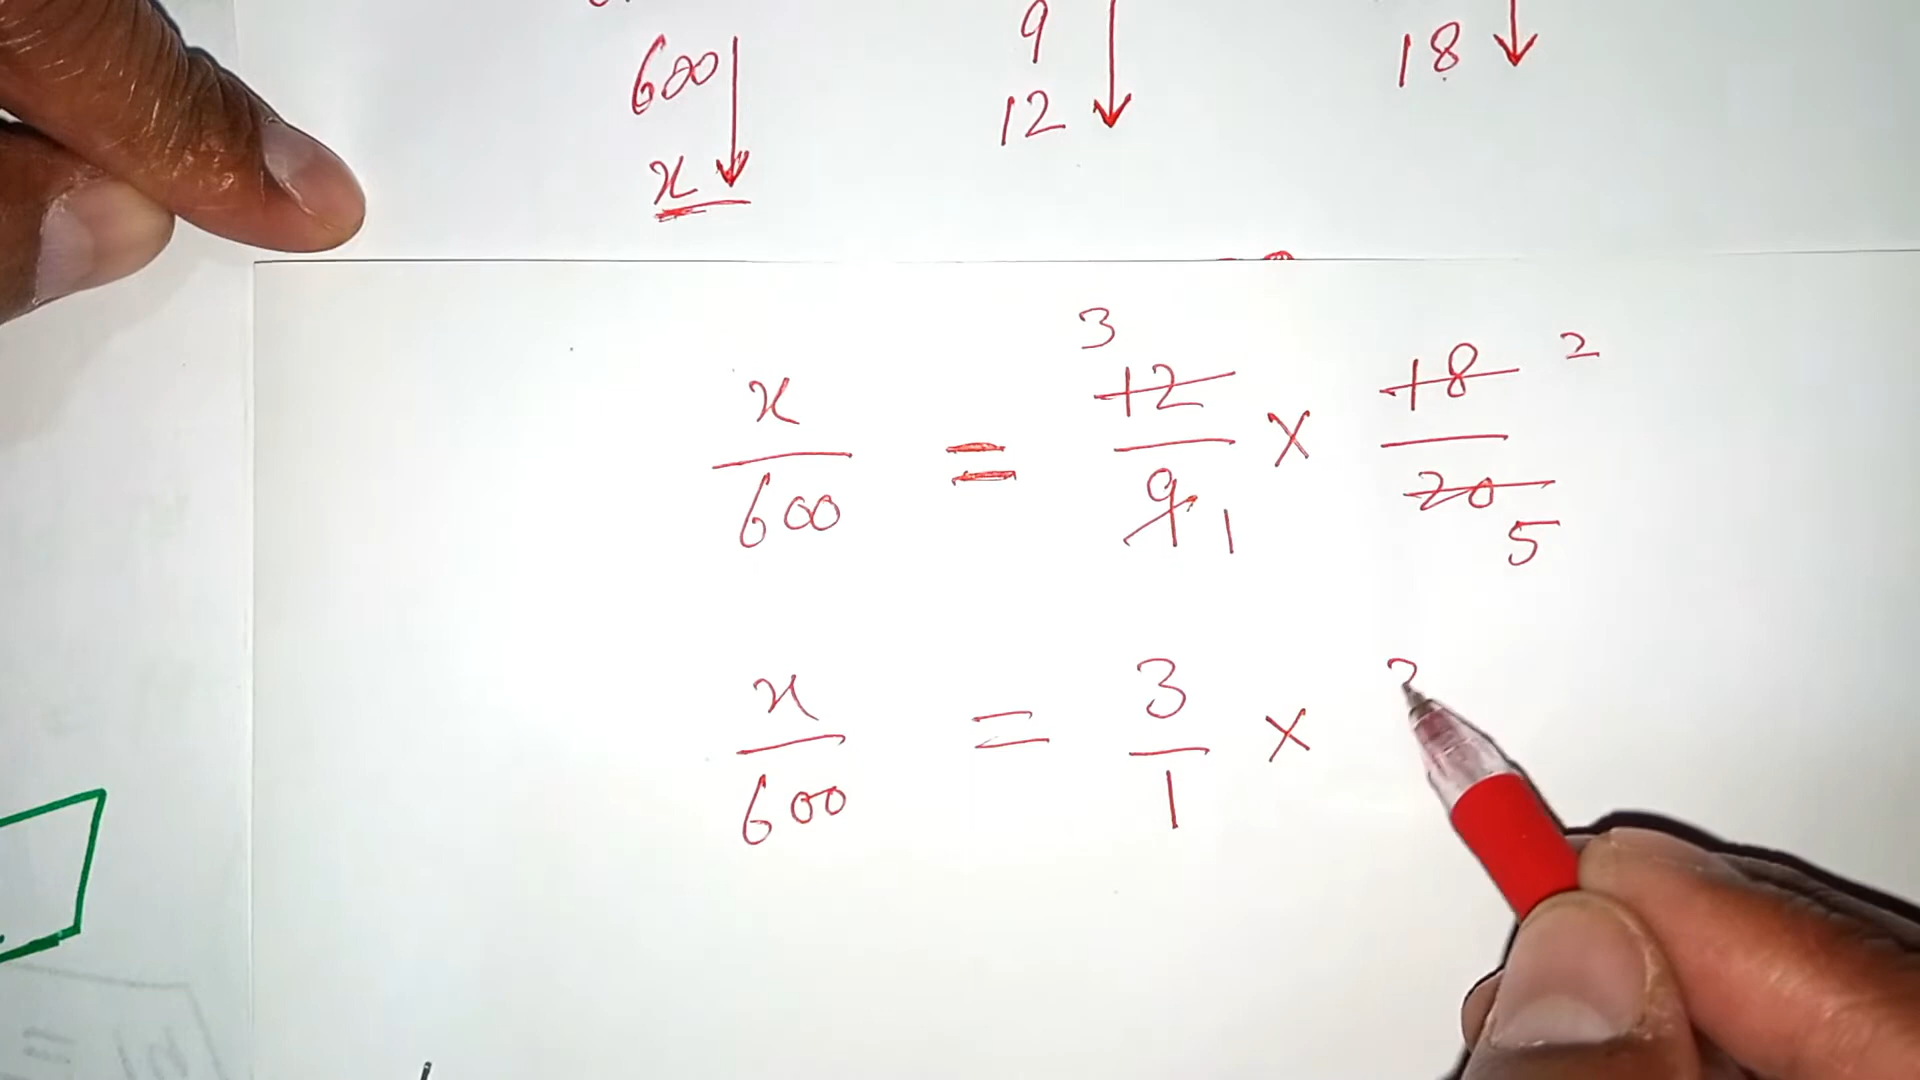 600 9 18
x 12
x/600 = 12/9 × 18/20
3 1 2 5
x/600 = 3/1 × 2